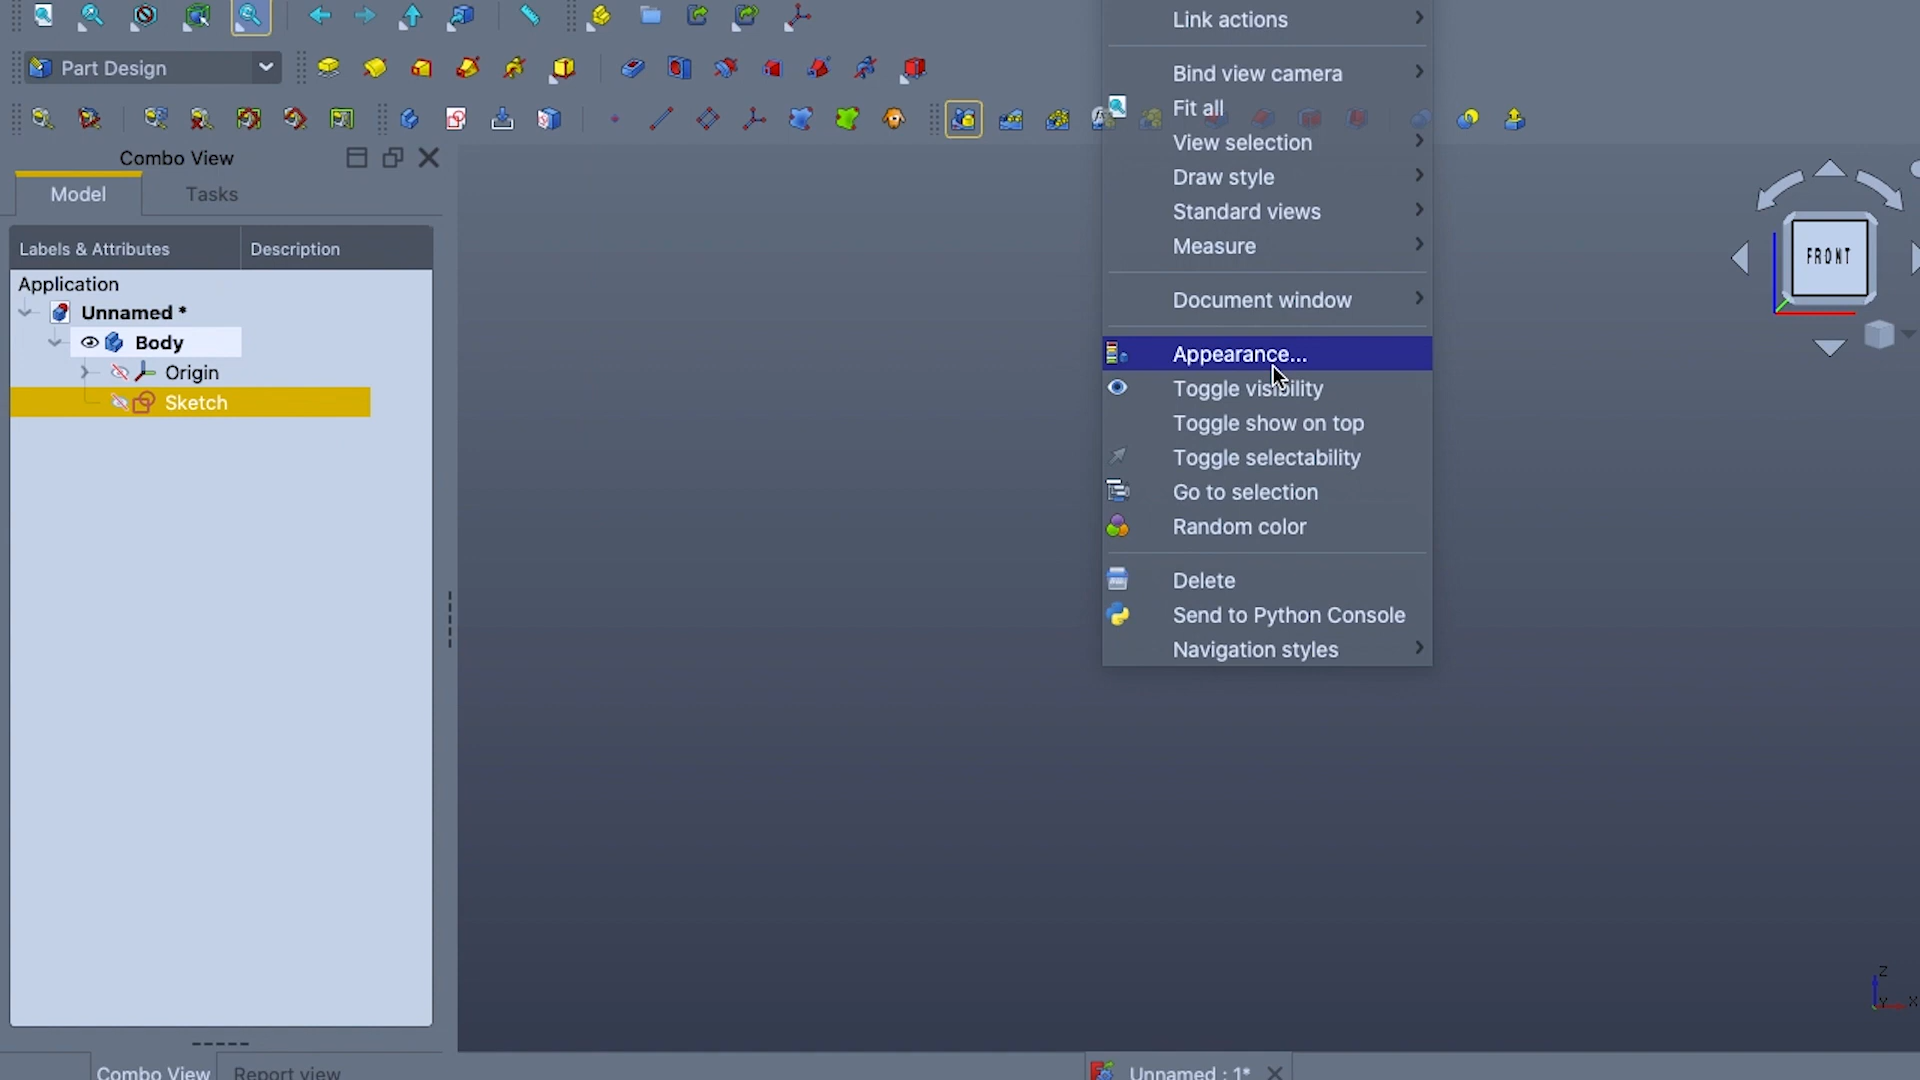 Link actions
Part Design
Bind view camera
Fit all
View selection
Draw style
Standard views
Measure
Document window
Appearance...
Toggle visibility
Toggle show on top
Toggle selectability
Go to selection
Random color
Delete
Send to Python Console
Navigation styles
Combo View
Model
Tasks
Labels & Attributes
Description
Application
Unnamed *
Body
Origin
Sketch
FRONT
Z
Y
X
Combo View
Report view
Unnamed : 1*